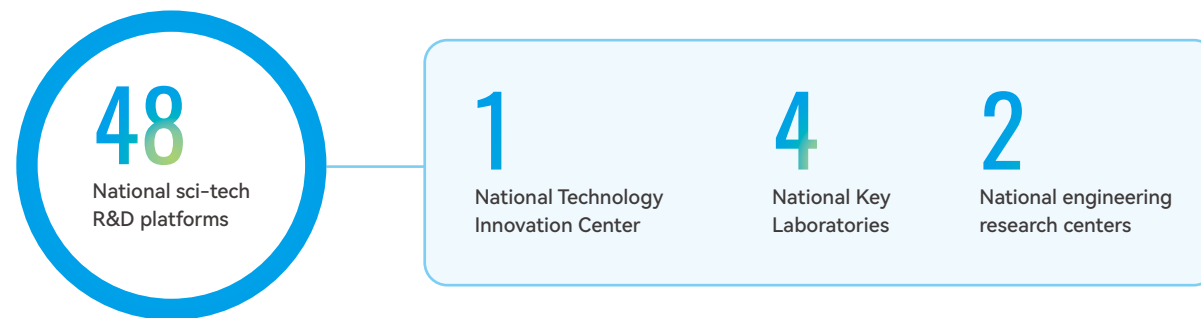 48
National sci-tech
R&D platforms
1
National Technology
Innovation Center
4
National Key
Laboratories
2
National engineering
research centers